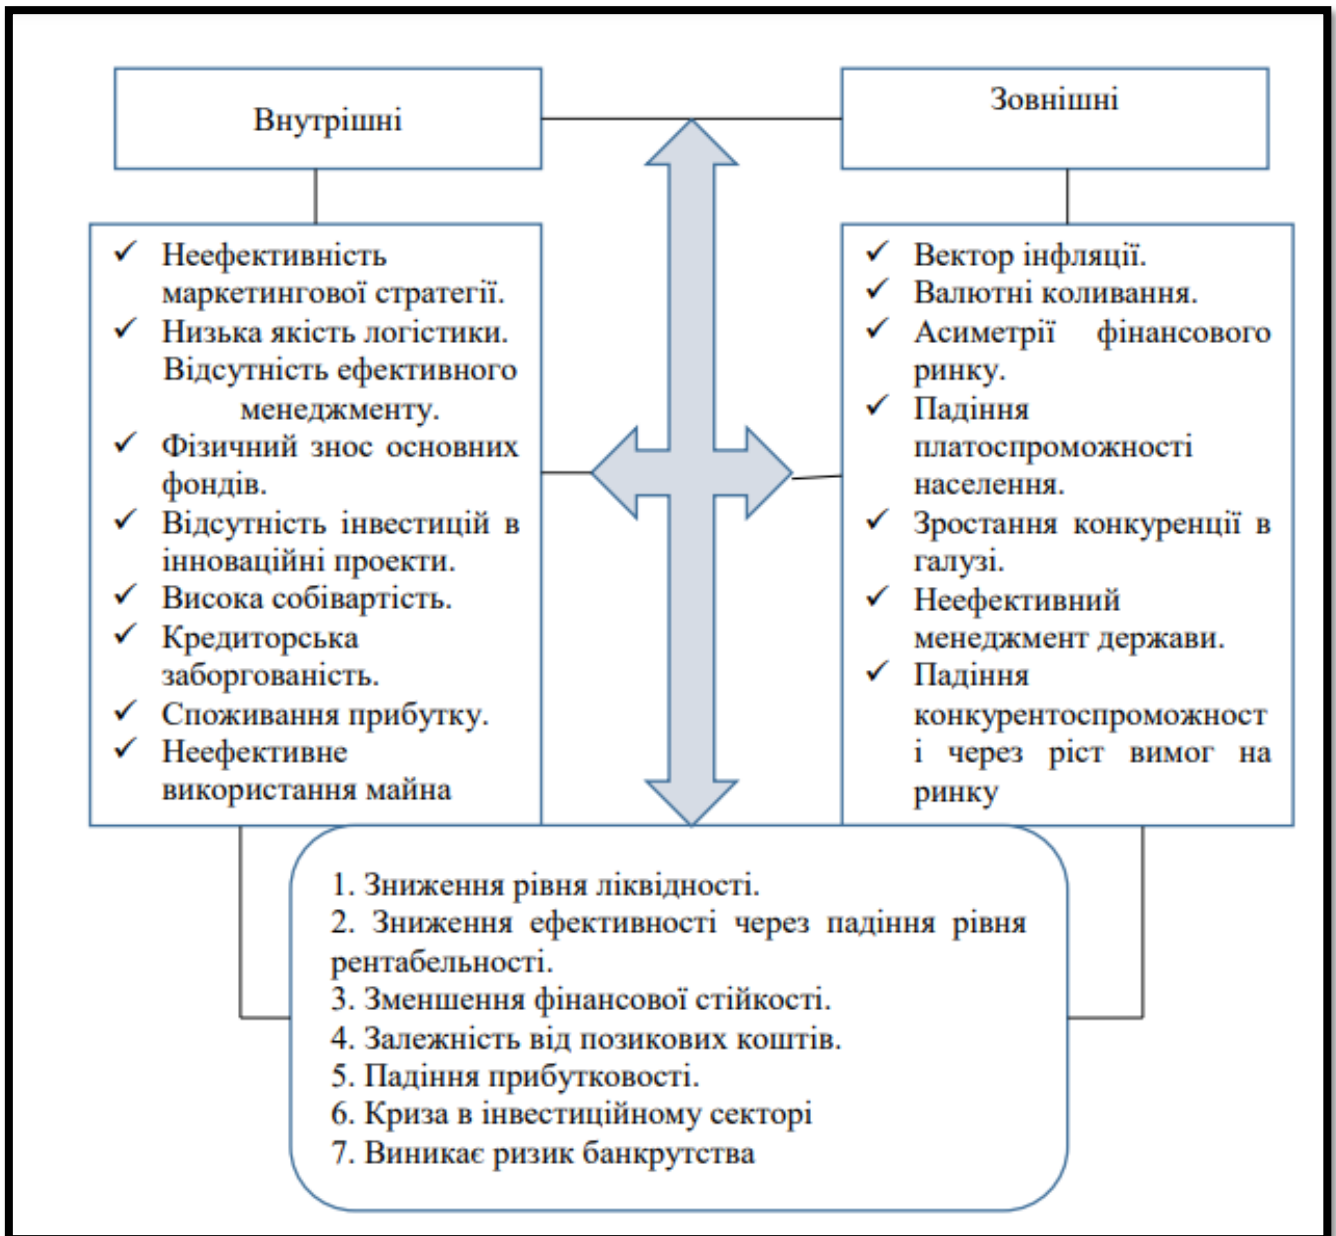 Внутрішні
Зовнішні
✓ Неефективність
маркетингової стратегії.
✓ Низька якість логістики.
Відсутність ефективного
менеджменту.
✓ Фізичний знос основних
фондів.
✓ Відсутність інвестицій в
інноваційні проекти.
✓ Висока собівартість.
✓ Кредиторська
заборгованість.
✓ Споживання прибутку.
✓ Неефективне
використання майна
✓ Вектор інфляції.
✓ Валютні коливання.
✓ Асиметрії фінансового
ринку.
✓ Падіння
платоспроможності
населення.
✓ Зростання конкуренції в
галузі.
✓ Неефективний
менеджмент держави.
✓ Падіння
конкурентоспроможност
і через ріст вимог на
ринку
1. Зниження рівня ліквідності.
2. Зниження ефективності через падіння рівня
рентабельності.
3. Зменшення фінансової стійкості.
4. Залежність від позикових коштів.
5. Падіння прибутковості.
6. Криза в інвестиційному секторі
7. Виникає ризик банкрутства